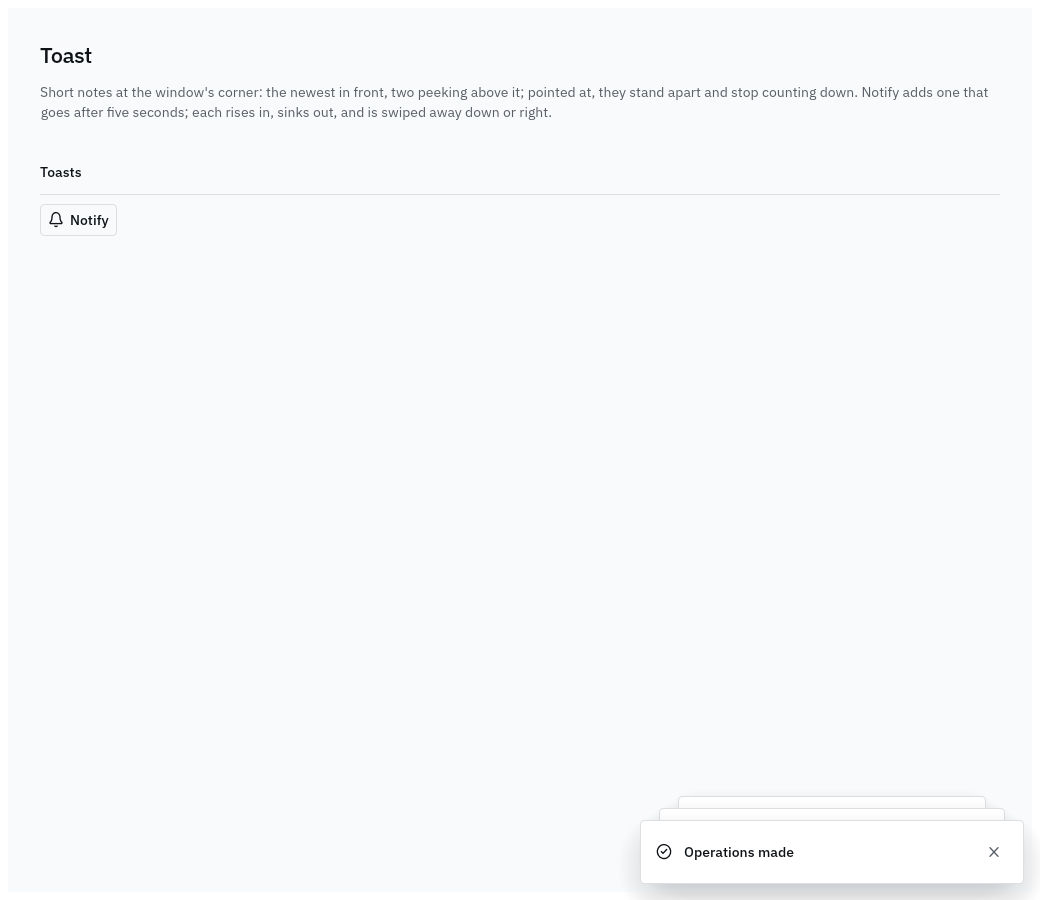 Toast
Short notes at the window's corner: the newest in front, two peeking above it; pointed at, they stand apart and stop counting down. Notify adds one that
goes after five seconds; each rises in, sinks out, and is swiped away down or right.
Toasts
Notify
Operations made